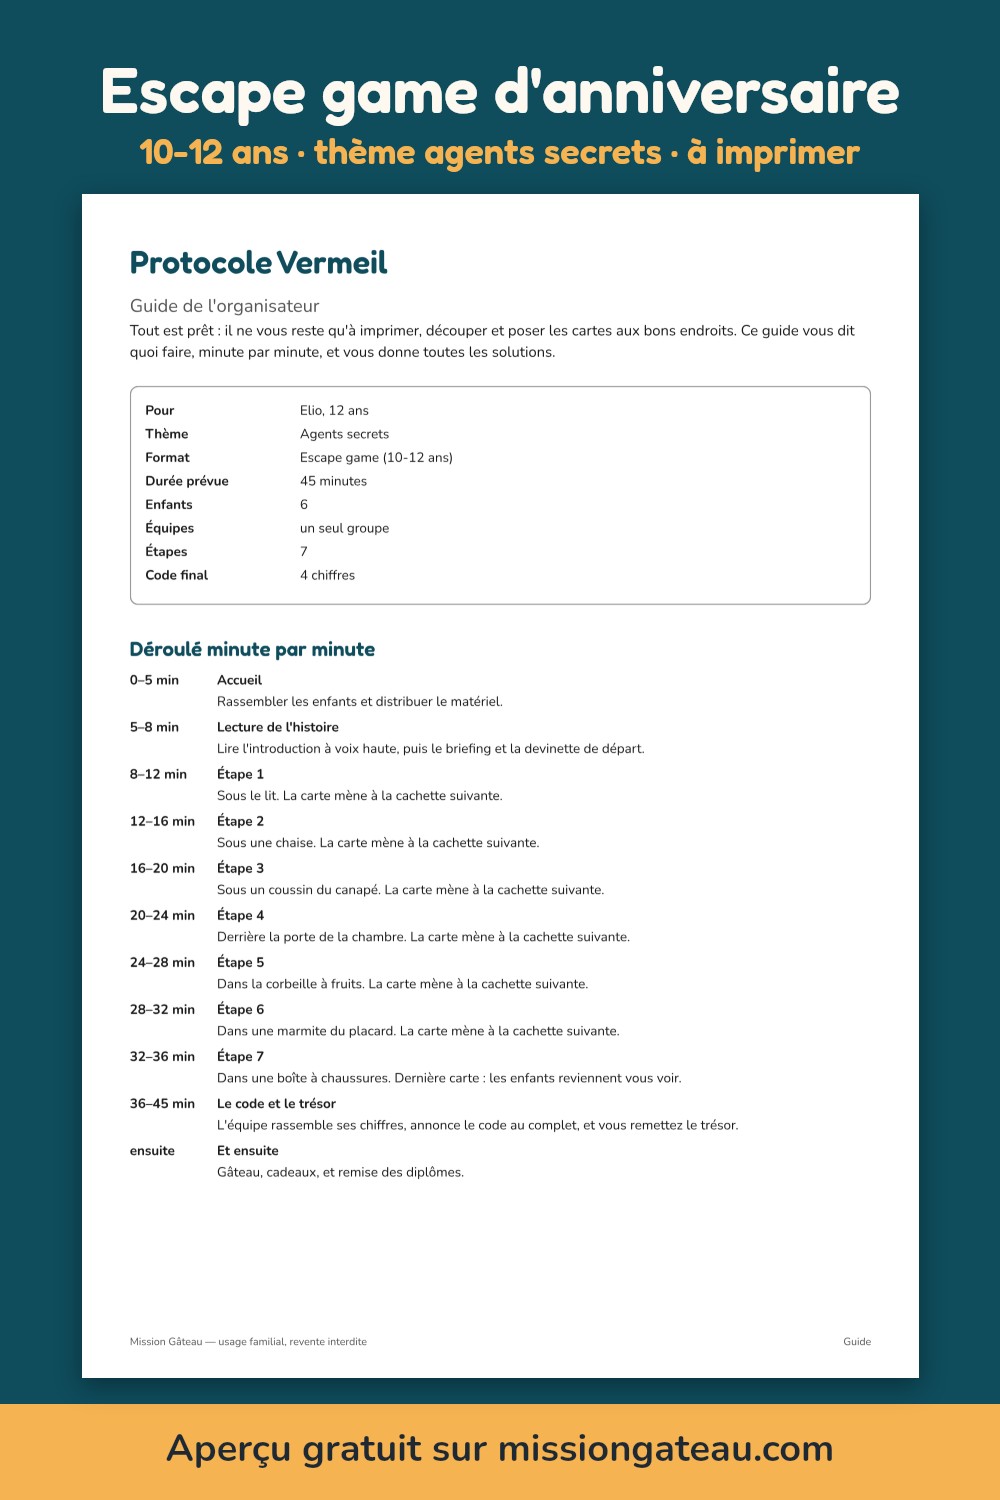 Escape game d'anniversaire
10-12 ans · thème agents secrets · à imprimer
Protocole Vermeil
Guide de l'organisateur
Tout est prêt : il ne vous reste qu'à imprimer, découper et poser les cartes aux bons endroits. Ce guide vous dit
quoi faire, minute par minute, et vous donne toutes les solutions.
Pour Elio, 12 ans
Thème Agents secrets
Format Escape game (10-12 ans)
Durée prévue 45 minutes
Enfants 6
Équipes un seul groupe
Étapes 7
Code final 4 chiffres
Déroulé minute par minute
0–5 min Accueil
Rassembler les enfants et distribuer le matériel.
5–8 min Lecture de l'histoire
Lire l'introduction à voix haute, puis le briefing et la devinette de départ.
8–12 min Étape 1
Sous le lit. La carte mène à la cachette suivante.
12–16 min Étape 2
Sous une chaise. La carte mène à la cachette suivante.
16–20 min Étape 3
Sous un coussin du canapé. La carte mène à la cachette suivante.
20–24 min Étape 4
Derrière la porte de la chambre. La carte mène à la cachette suivante.
24–28 min Étape 5
Dans la corbeille à fruits. La carte mène à la cachette suivante.
28–32 min Étape 6
Dans une marmite du placard. La carte mène à la cachette suivante.
32–36 min Étape 7
Dans une boîte à chaussures. Dernière carte : les enfants reviennent vous voir.
36–45 min Le code et le trésor
L'équipe rassemble ses chiffres, annonce le code au complet, et vous remettez le trésor.
ensuite Et ensuite
Gâteau, cadeaux, et remise des diplômes.
Mission Gâteau — usage familial, revente interdite Guide
Aperçu gratuit sur missiongateau.com